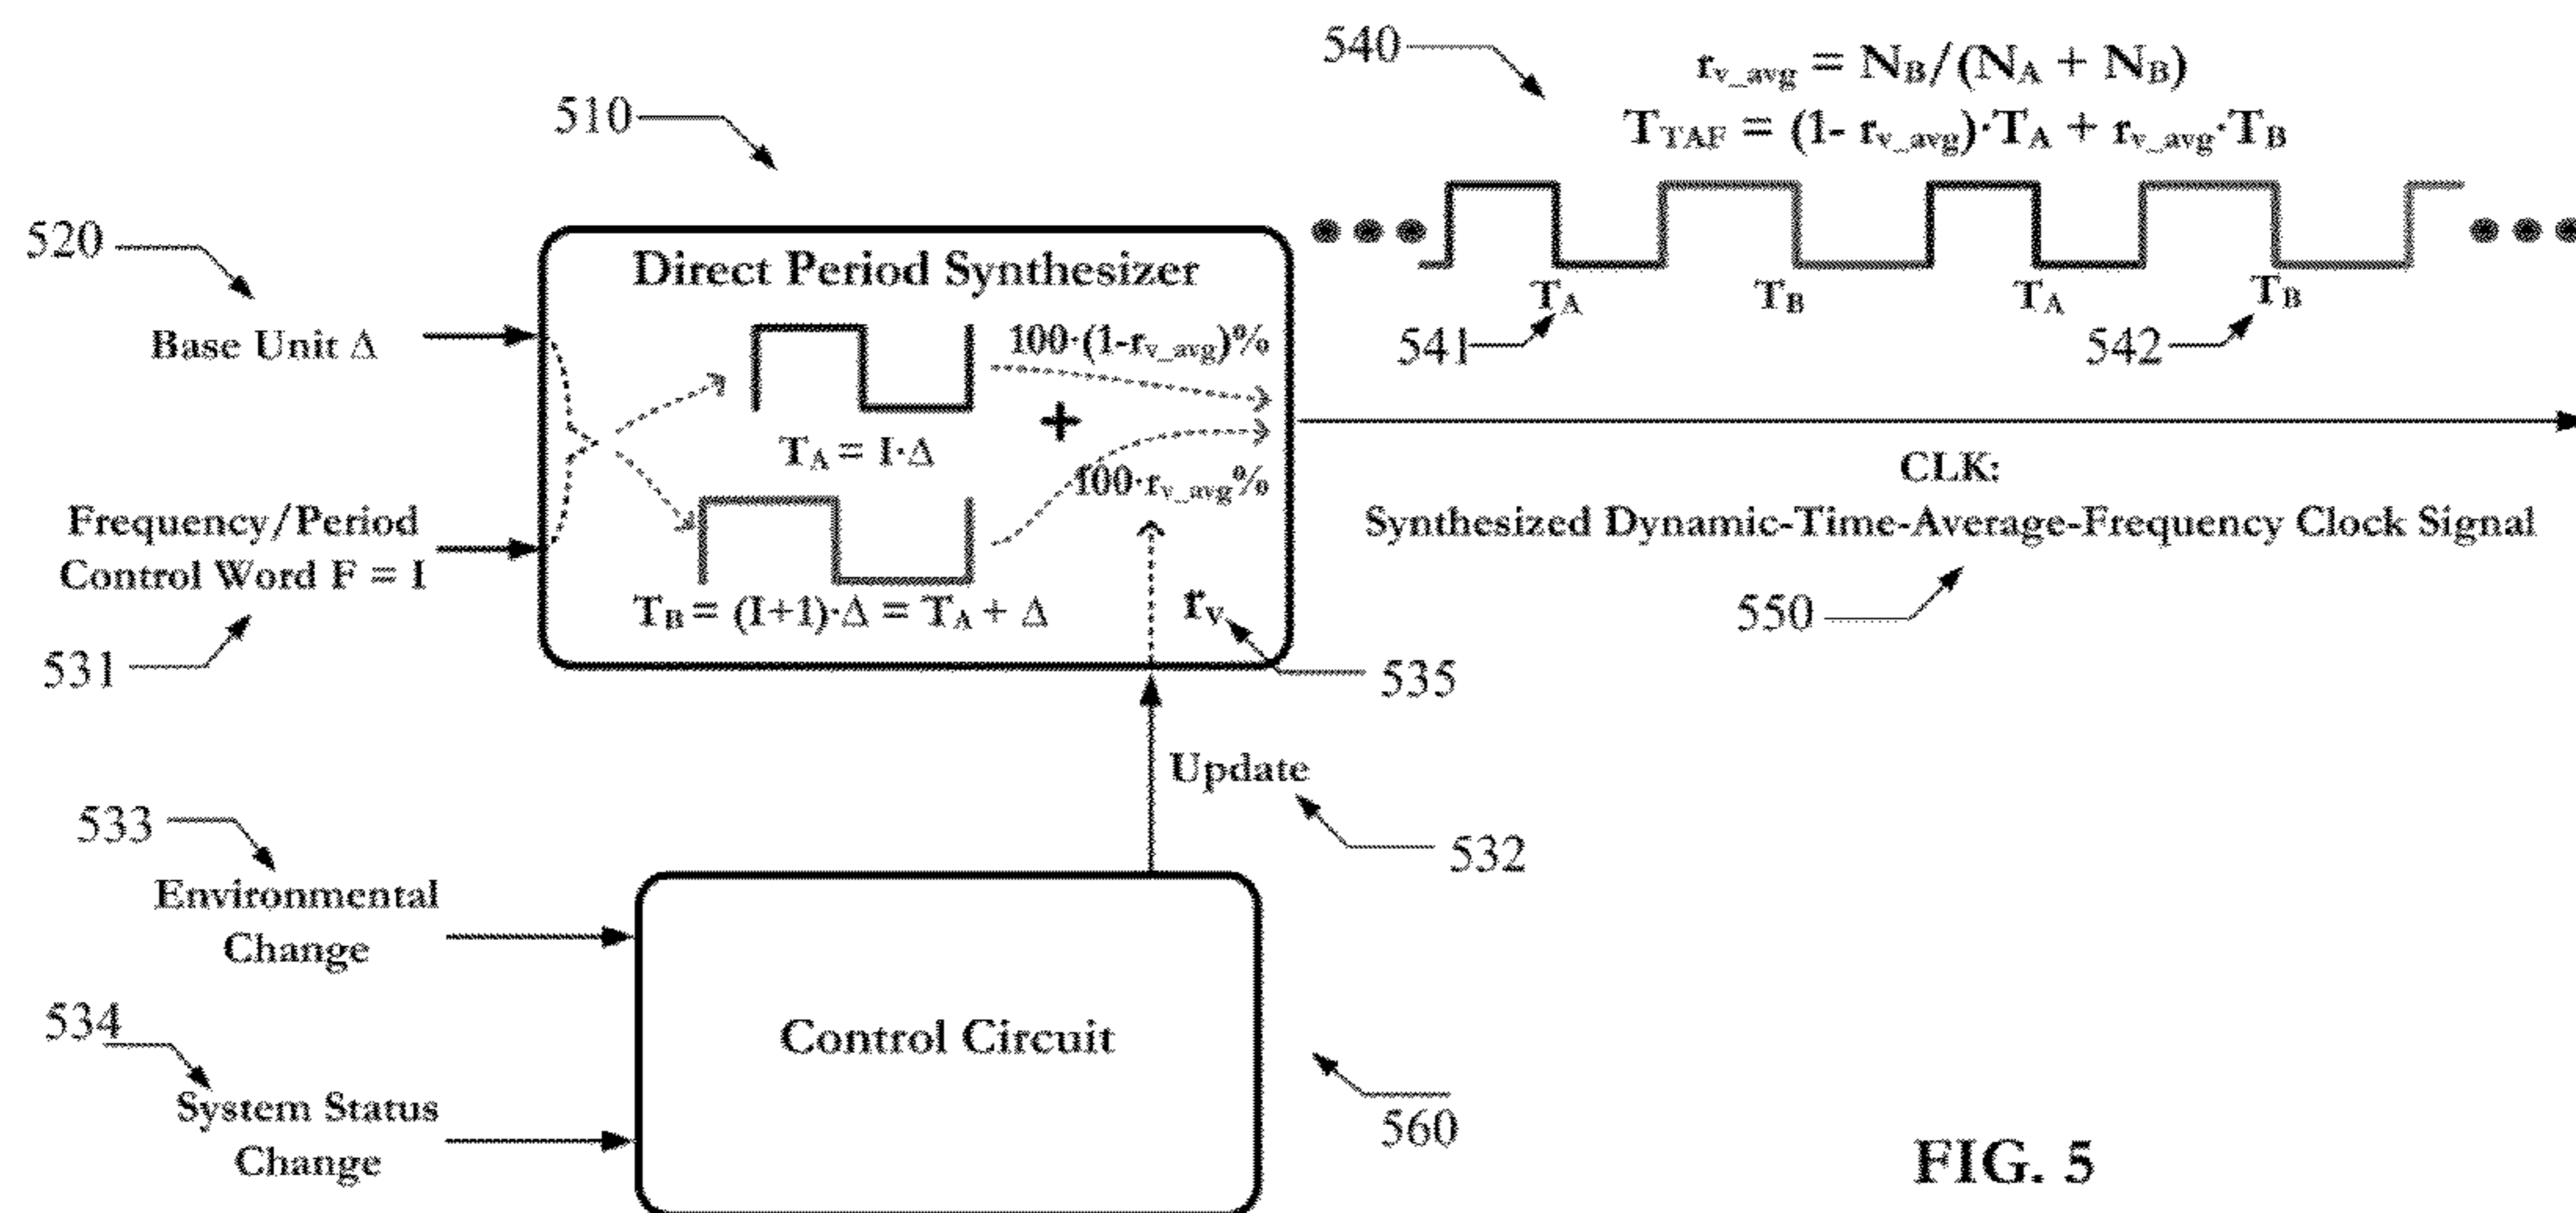 540
r_v_avg = N_B/(N_A + N_B)
T_TAF = (1- r_v_avg)·T_A + r_v_avg·T_B
510
520
Direct Period Synthesizer
Base Unit Δ
100·(1-r_v_avg)%
+
T_A = I·Δ
100·r_v_avg%
Frequency/Period
Control Word F = I
T_B = (I+1)·Δ = T_A + Δ
r_v
531
535
T_A
T_B
T_A
T_B
541
542
CLK:
Synthesized Dynamic-Time-Average-Frequency Clock Signal
550
Update
532
533
Environmental
Change
534
System Status
Change
Control Circuit
560
FIG. 5